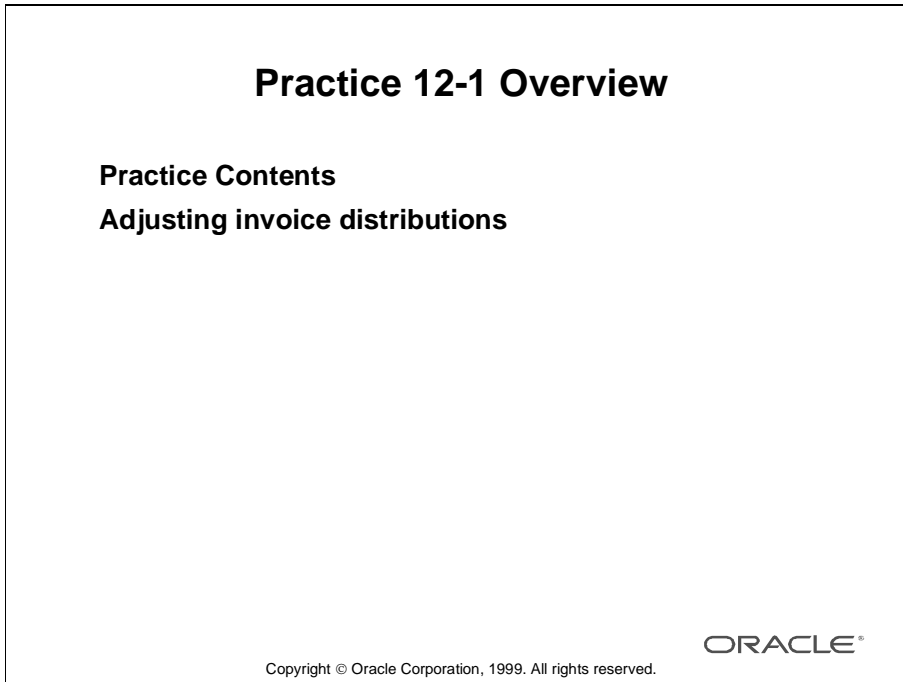 Practice 12-1 Overview
Practice Contents
Adjusting invoice distributions
ORACLE®
Copyright © Oracle Corporation, 1999. All rights reserved.